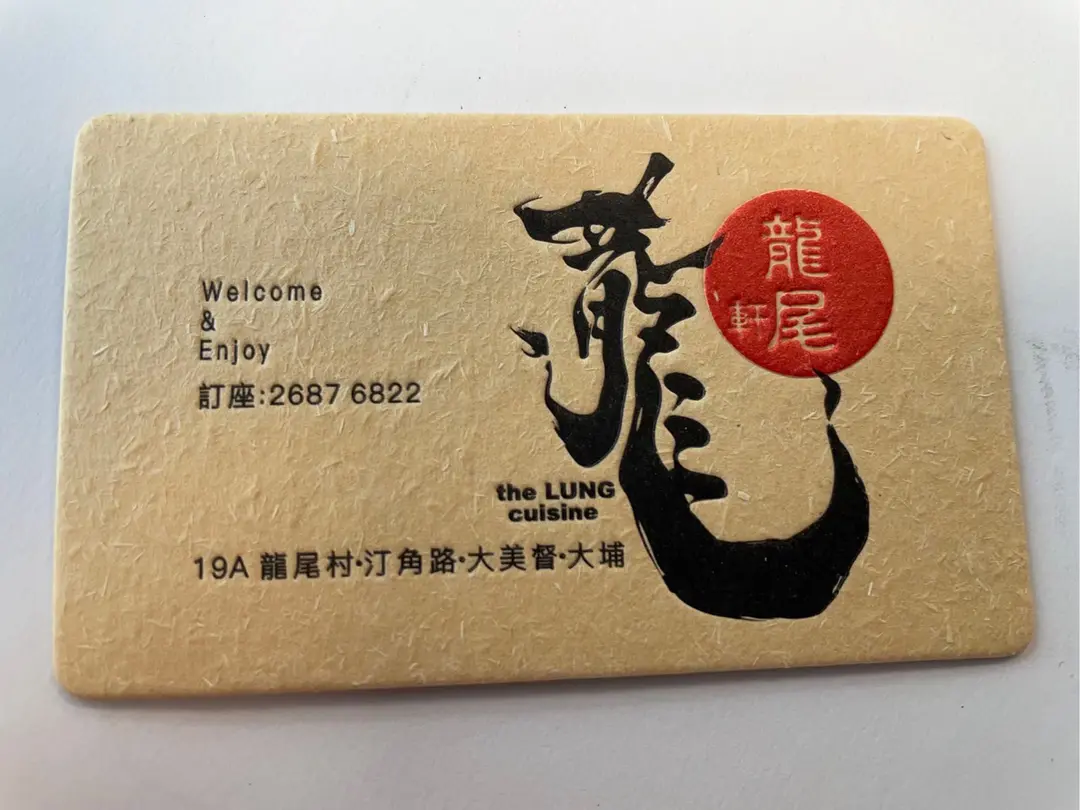 Welcome
&
Enjoy
訂座:2687 6822
龍
龍尾
軒
the LUNG
cuisine
19A 龍尾村·汀角路·大美督·大埔